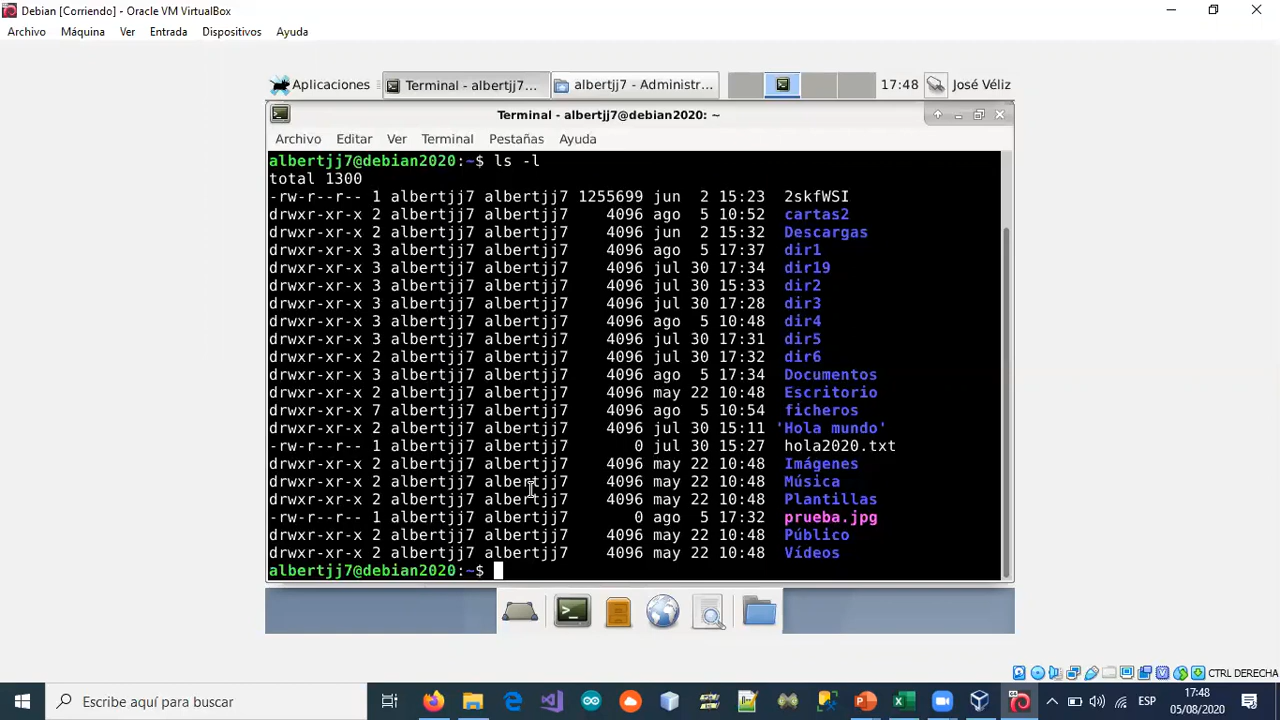 Debian [Corriendo] - Oracle VM VirtualBox
Archivo Máquina Ver Entrada Dispositivos Ayuda
Aplicaciones Terminal - albertjj7... albertjj7 - Administr... 17:48 José Véliz
Terminal - albertjj7@debian2020: ~
Archivo Editar Ver Terminal Pestañas Ayuda
albertjj7@debian2020:~$ ls -l
total 1300
-rw-r--r-- 1 albertjj7 albertjj7 1255699 jun 2 15:23 2skfWSI
drwxr-xr-x 2 albertjj7 albertjj7 4096 ago 5 10:52 cartas2
drwxr-xr-x 2 albertjj7 albertjj7 4096 jun 2 15:32 Descargas
drwxr-xr-x 3 albertjj7 albertjj7 4096 ago 5 17:37 dir1
drwxr-xr-x 3 albertjj7 albertjj7 4096 jul 30 17:34 dir19
drwxr-xr-x 3 albertjj7 albertjj7 4096 jul 30 15:33 dir2
drwxr-xr-x 3 albertjj7 albertjj7 4096 jul 30 17:28 dir3
drwxr-xr-x 3 albertjj7 albertjj7 4096 ago 5 10:48 dir4
drwxr-xr-x 3 albertjj7 albertjj7 4096 jul 30 17:31 dir5
drwxr-xr-x 2 albertjj7 albertjj7 4096 jul 30 17:32 dir6
drwxr-xr-x 3 albertjj7 albertjj7 4096 ago 5 17:34 Documentos
drwxr-xr-x 2 albertjj7 albertjj7 4096 may 22 10:48 Escritorio
drwxr-xr-x 7 albertjj7 albertjj7 4096 ago 5 10:54 ficheros
drwxr-xr-x 2 albertjj7 albertjj7 4096 jul 30 15:11 'Hola mundo'
-rw-r--r-- 1 albertjj7 albertjj7 0 jul 30 15:27 hola2020.txt
drwxr-xr-x 2 albertjj7 albertjj7 4096 may 22 10:48 Imágenes
drwxr-xr-x 2 albertjj7 albertjj7 4096 may 22 10:48 Música
drwxr-xr-x 2 albertjj7 albertjj7 4096 may 22 10:48 Plantillas
-rw-r--r-- 1 albertjj7 albertjj7 0 ago 5 17:32 prueba.jpg
drwxr-xr-x 2 albertjj7 albertjj7 4096 may 22 10:48 Público
drwxr-xr-x 2 albertjj7 albertjj7 4096 may 22 10:48 Vídeos
albertjj7@debian2020:~$
CTRL DERECHA
Escribe aquí para buscar ESP 17:48
05/08/2020